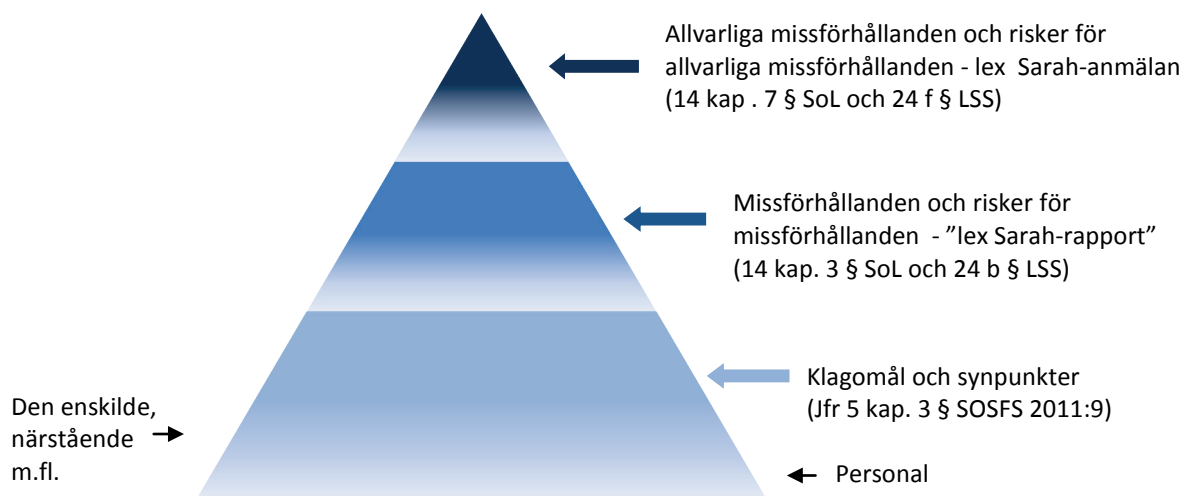 Allvarliga missförhållanden och risker för
allvarliga missförhållanden - lex Sarah-anmälan
(14 kap . 7 § SoL och 24 f § LSS)
Missförhållanden och risker för
missförhållanden - ”lex Sarah-rapport”
(14 kap. 3 § SoL och 24 b § LSS)
Klagomål och synpunkter
(Jfr 5 kap. 3 § SOSFS 2011:9)
Den enskilde,
närstående
m.fl.
Personal